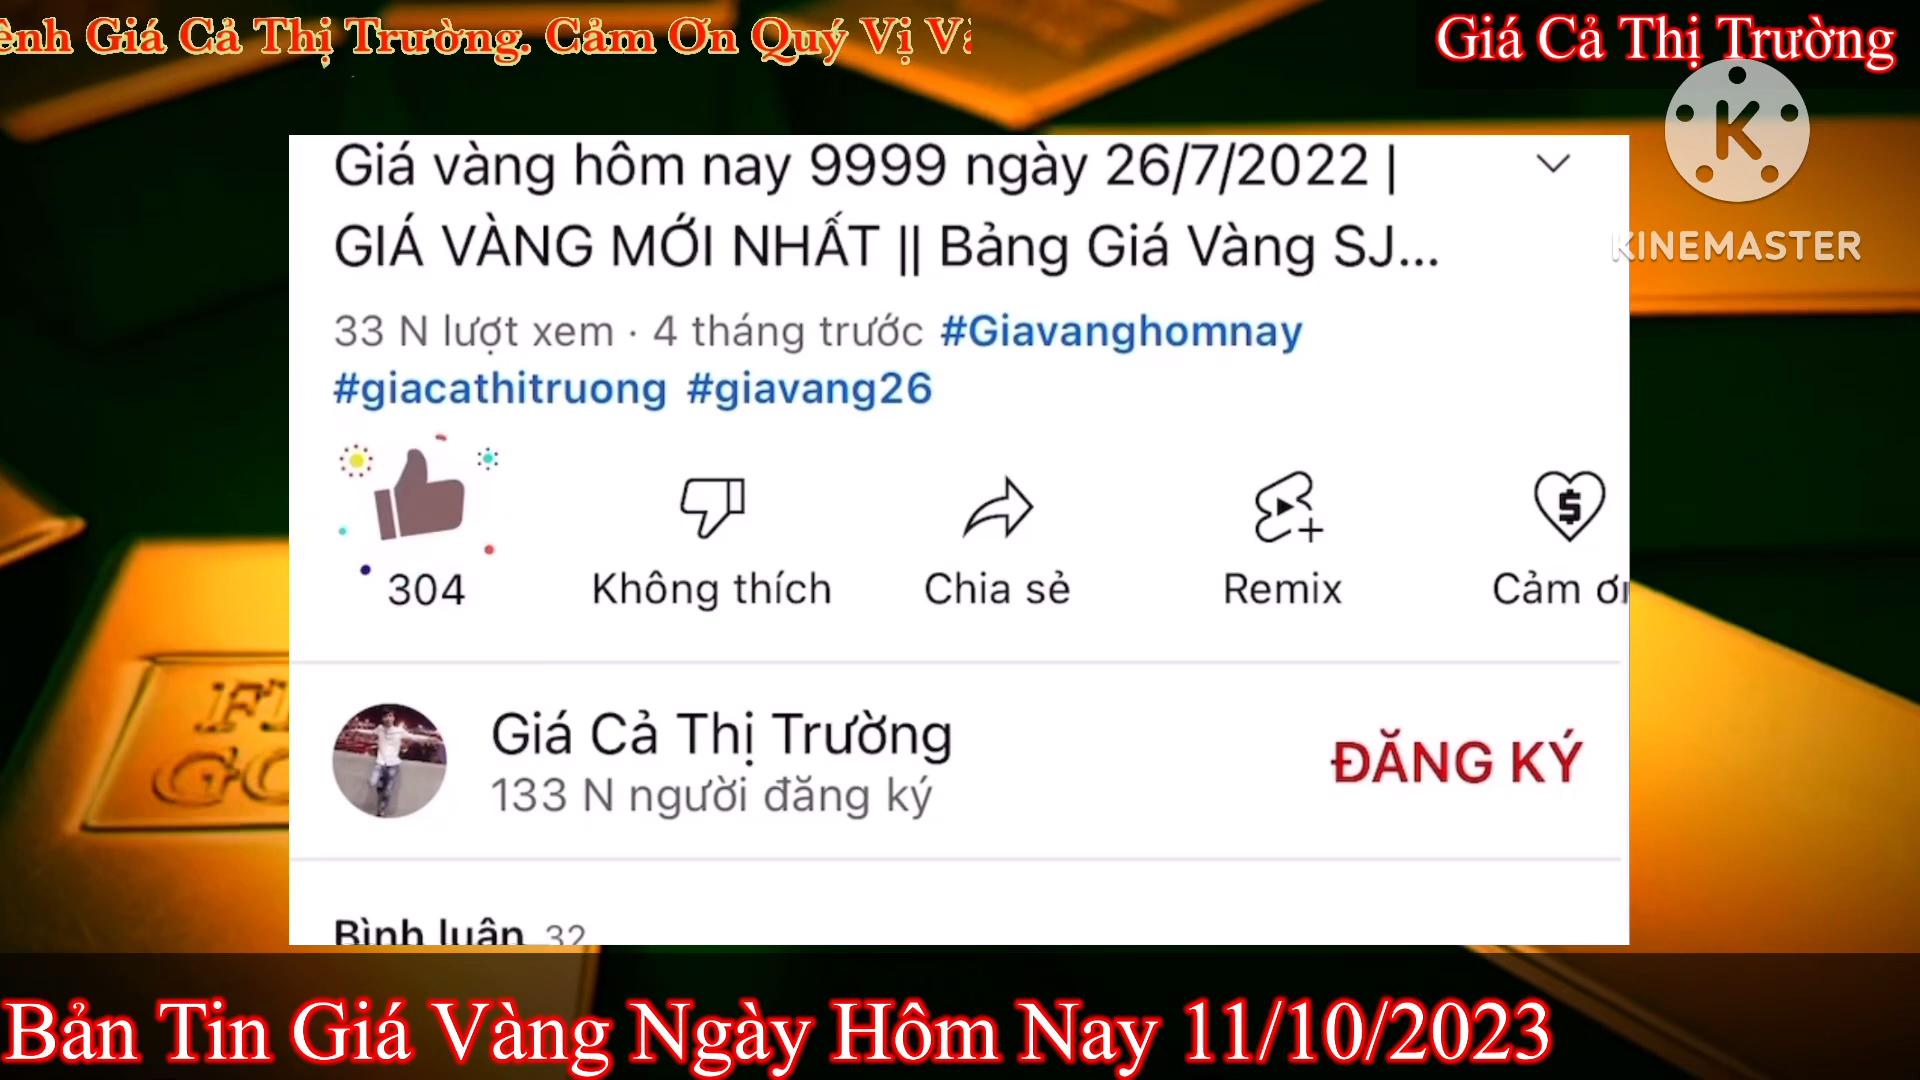 Giá Cả Thị Trường. Cảm Ơn Quý Vị
Giá Cả Thị Trường
K
KINEMASTER
Giá vàng hôm nay 9999 ngày 26/7/2022 |
GIÁ VÀNG MỚI NHẤT || Bảng Giá Vàng SJ...
33 N lượt xem · 4 tháng trước #Giavanghomnay
#giacathitruong #giavang26
304
Không thích
Chia sẻ
Remix
Cảm ơn
Giá Cả Thị Trường
133 N người đăng ký
ĐĂNG KÝ
Bình luận 32
Bản Tin Giá Vàng Ngày Hôm Nay 11/10/2023